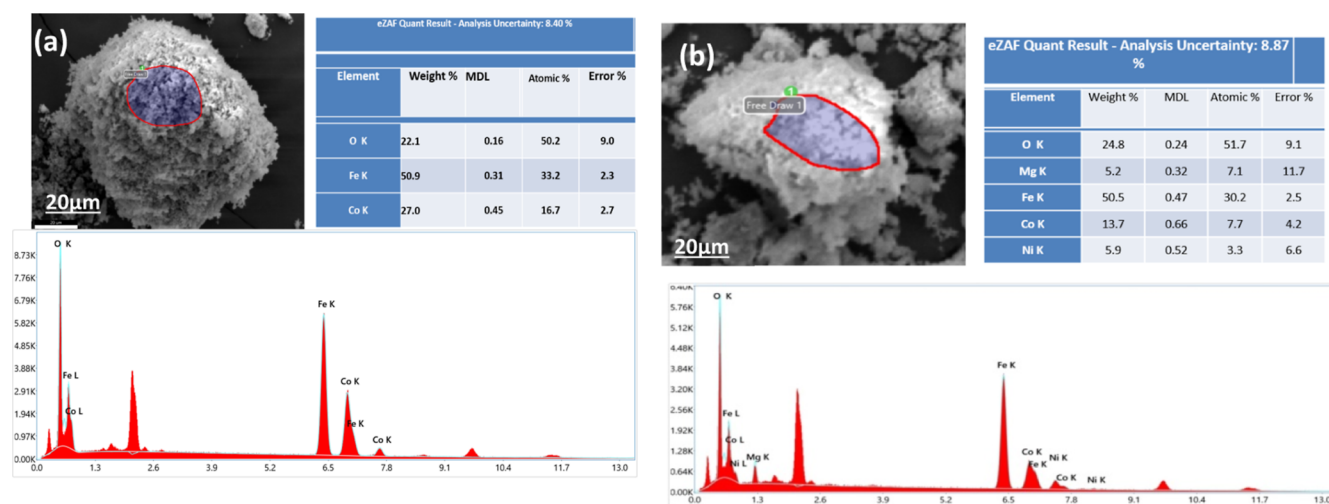 (a)
20µm
eZAF Quant Result - Analysis Uncertainty: 8.40 %
Element Weight % MDL Atomic % Error %
O K 22.1 0.16 50.2 9.0
Fe K 50.9 0.31 33.2 2.3
Co K 27.0 0.45 16.7 2.7
O K
8.73K
7.76K
6.79K
5.82K
4.85K
3.88K
2.91K
1.94K
0.97K
0.00K
Fe L
Co L
Fe K
Co K
Fe K
Co K
0.0 1.3 2.6 3.9 5.2 6.5 7.8 9.1 10.4 11.7 13.0
(b)
1
Free Draw 1
20µm
eZAF Quant Result - Analysis Uncertainty: 8.87
%
Element Weight % MDL Atomic % Error %
O K 24.8 0.24 51.7 9.1
Mg K 5.2 0.32 7.1 11.7
Fe K 50.5 0.47 30.2 2.5
Co K 13.7 0.66 7.7 4.2
Ni K 5.9 0.52 3.3 6.6
6.40K
5.76K
5.12K
4.48K
3.84K
3.20K
2.56K
1.92K
1.28K
0.64K
0.00K
O K
Fe L
Co L
Ni L
Mg K
Fe K
Co K
Fe K
Ni K
Co K
Ni K
0.0 1.3 2.6 3.9 5.2 6.5 7.8 9.1 10.4 11.7 13.0